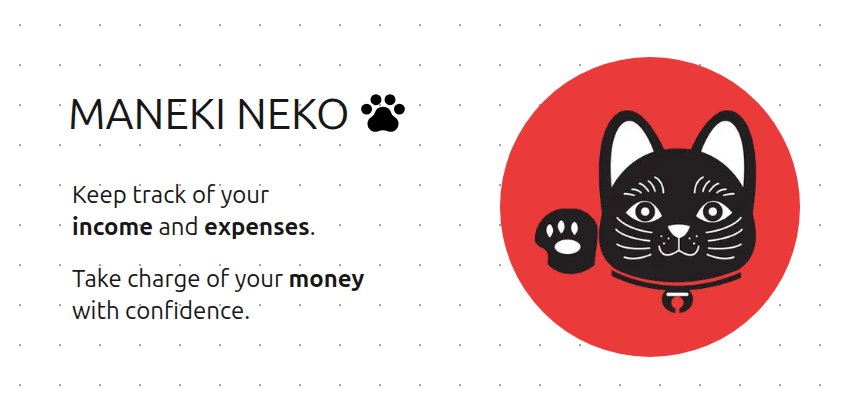 MANEKI NEKO
Keep track of your
income and expenses.
Take charge of your money
with confidence.